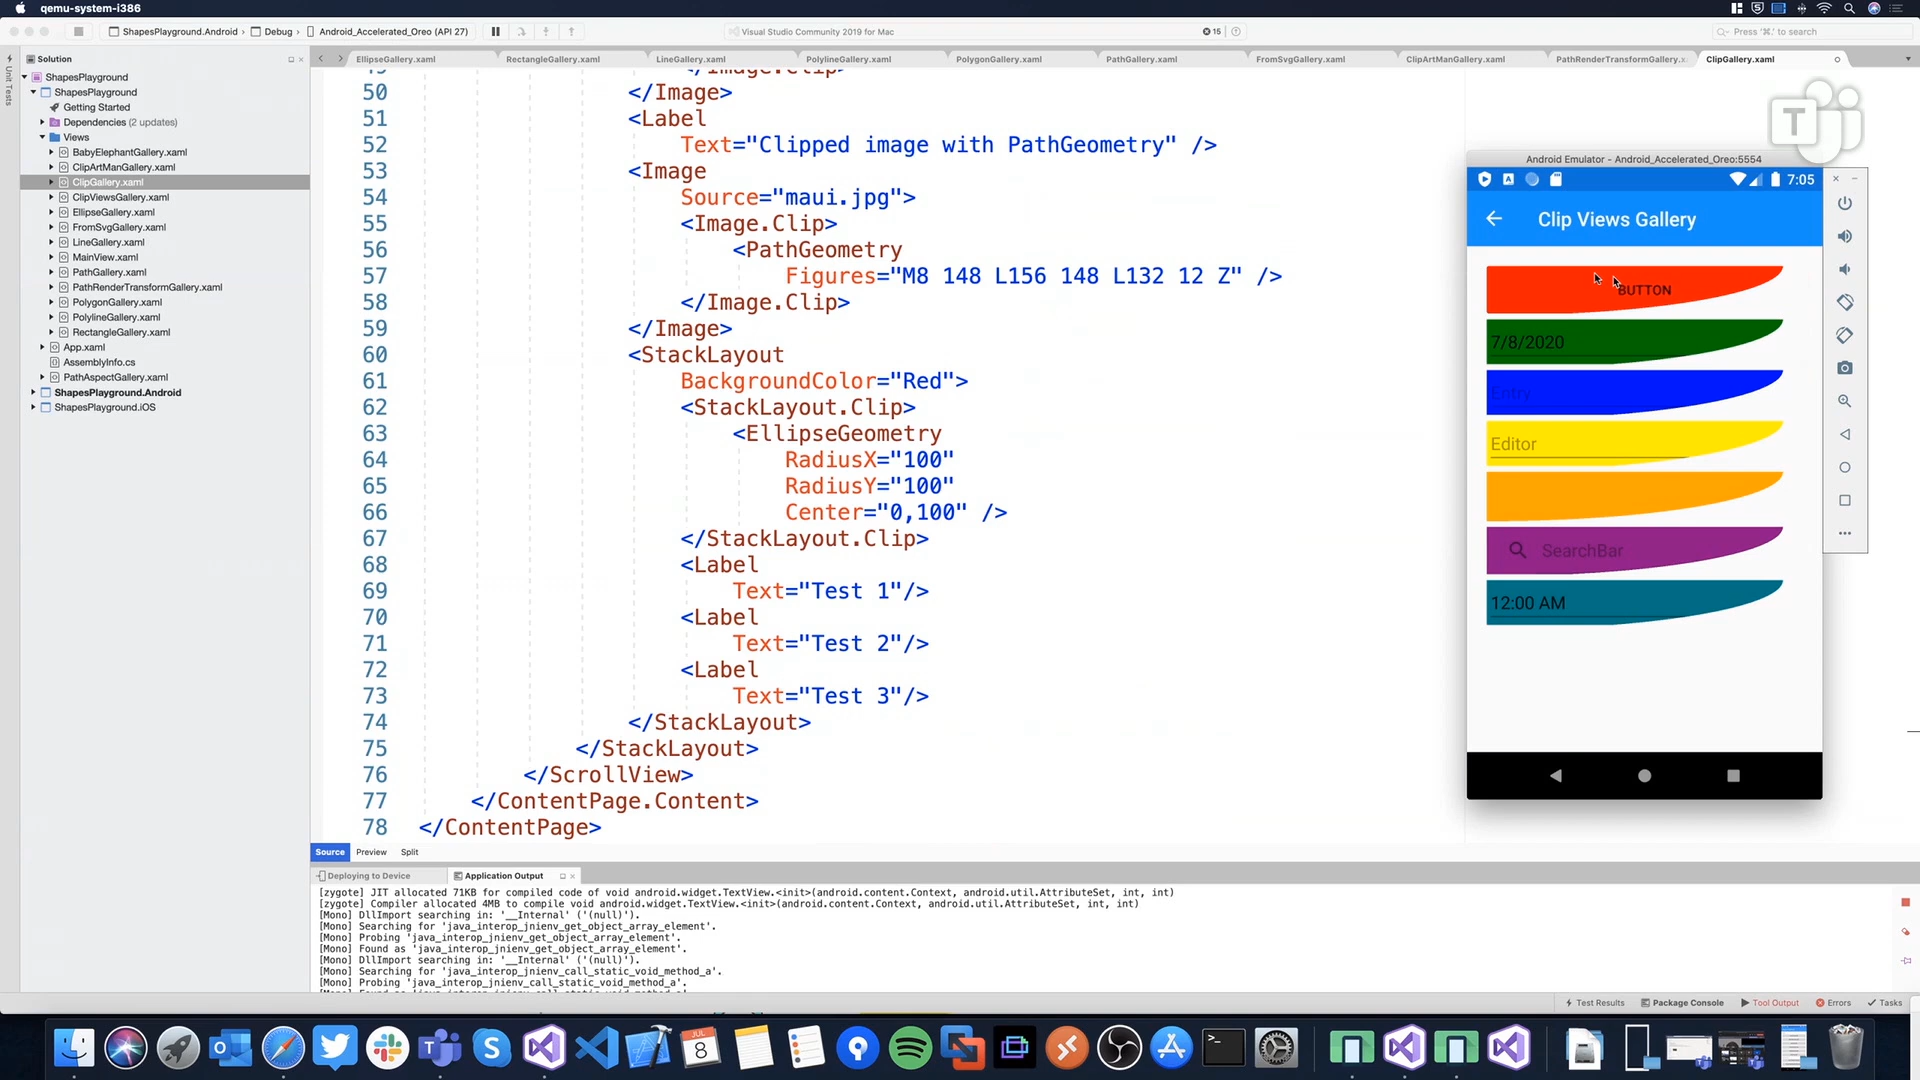 qemu-system-i386
ShapesPlayground.Android
Debug
Android_Accelerated_Oreo (API 27)
Visual Studio Community 2019 for Mac
15
Press '⌘.' to search
Unit Tests
Solution
ShapesPlayground
ShapesPlayground
Getting Started
Dependencies (2 updates)
Views
BabyElephantGallery.xaml
ClipArtManGallery.xaml
ClipGallery.xaml
ClipViewsGallery.xaml
EllipseGallery.xaml
FromSvgGallery.xaml
LineGallery.xaml
MainView.xaml
PathGallery.xaml
PathRenderTransformGallery.xaml
PolygonGallery.xaml
PolylineGallery.xaml
RectangleGallery.xaml
App.xaml
AssemblyInfo.cs
PathAspectGallery.xaml
ShapesPlayground.Android
ShapesPlayground.iOS
EllipseGallery.xaml
RectangleGallery.xaml
LineGallery.xaml
PolylineGallery.xaml
PolygonGallery.xaml
PathGallery.xaml
FromSvgGallery.xaml
ClipArtManGallery.xaml
PathRenderTransformGallery.x
ClipGallery.xaml
49 </Image.Clip>
50 </Image>
51 <Label
52 Text="Clipped image with PathGeometry" />
53 <Image
54 Source="maui.jpg">
55 <Image.Clip>
56 <PathGeometry
57 Figures="M8 148 L156 148 L132 12 Z" />
58 </Image.Clip>
59 </Image>
60 <StackLayout
61 BackgroundColor="Red">
62 <StackLayout.Clip>
63 <EllipseGeometry
64 RadiusX="100"
65 RadiusY="100"
66 Center="0,100" />
67 </StackLayout.Clip>
68 <Label
69 Text="Test 1"/>
70 <Label
71 Text="Test 2"/>
72 <Label
73 Text="Test 3"/>
74 </StackLayout>
75 </StackLayout>
76 </ScrollView>
77 </ContentPage.Content>
78 </ContentPage>
T
Android Emulator - Android_Accelerated_Oreo:5554
7:05
Clip Views Gallery
BUTTON
7/8/2020
Entry
Editor
SearchBar
12:00 AM
Source
Preview
Split
Deploying to Device
Application Output
[zygote] JIT allocated 71KB for compiled code of void android.widget.TextView.<init>(android.content.Context, android.util.AttributeSet, int, int)
[zygote] Compiler allocated 4MB to compile void android.widget.TextView.<init>(android.content.Context, android.util.AttributeSet, int, int)
[Mono] DllImport searching in: '__Internal' ('(null)').
[Mono] Searching for 'java_interop_jnienv_get_object_array_element'.
[Mono] Probing 'java_interop_jnienv_get_object_array_element'.
[Mono] Found as 'java_interop_jnienv_get_object_array_element'.
[Mono] DllImport searching in: '__Internal' ('(null)').
[Mono] Searching for 'java_interop_jnienv_call_static_void_method_a'.
[Mono] Probing 'java_interop_jnienv_call_static_void_method_a'.
Test Results
Package Console
Tool Output
Errors
Tasks
JUL
8